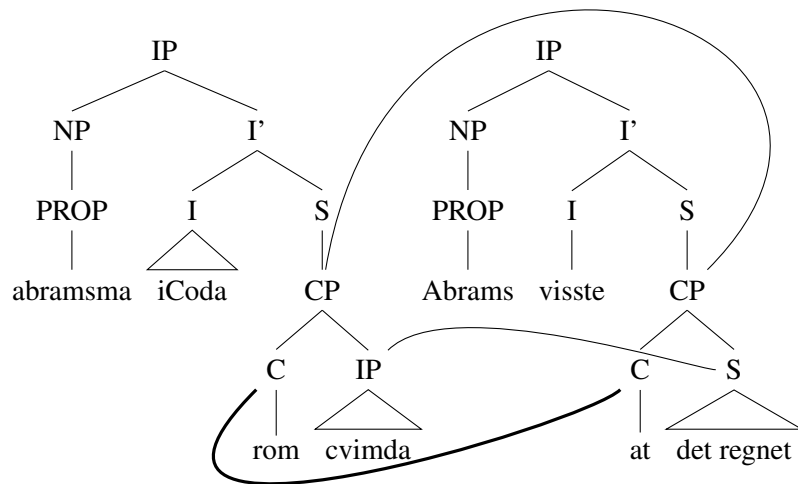 IP IP
NP I’ NP I’
PROP I S PROP I S
abramsma iCoda CP Abrams visste CP
C IP C S
rom cvimda at det regnet